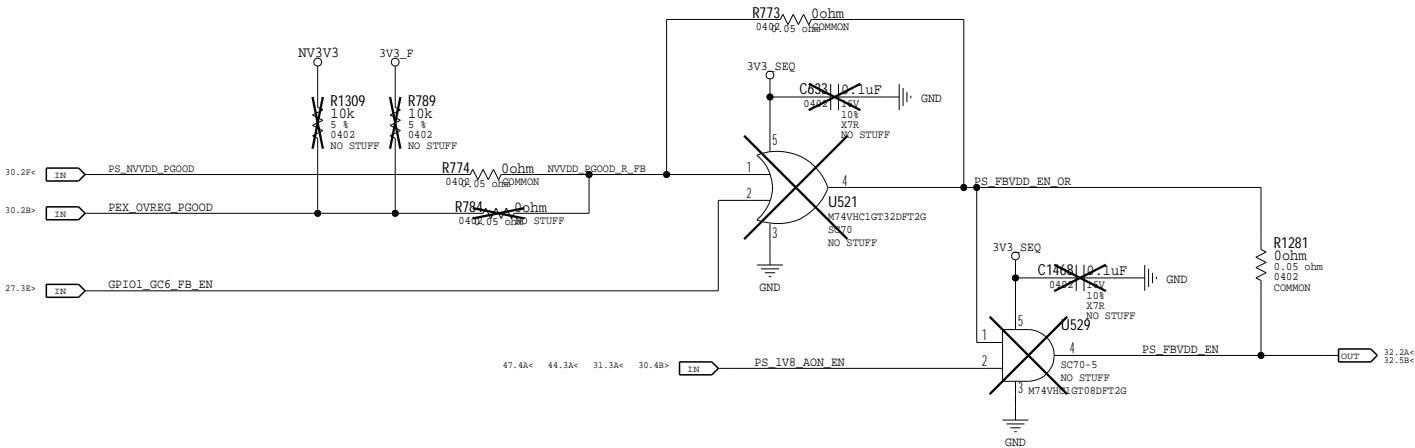 R773 0ohm
0402 0.05 ohm COMMON
NV3V3
3V3_F
R1309
10k
5 %
0402
NO STUFF
R789
10k
5 %
0402
NO STUFF
3V3_SEQ
C833 0.1uF
0402 16V
10%
X7R
NO STUFF
GND
30.2F<
IN
PS_NVVDD_PGOOD
R774 0ohm
0402 0.05 ohm COMMON
NVVDD_PGOOD_R_FB
30.2B>
IN
PEX_OVREG_PGOOD
R784 0ohm
0402 0.05 ohm NO STUFF
5
1
2
4
3
U521
M74VHC1GT32DFT2G
SC70
NO STUFF
GND
PS_FBVDD_EN_OR
27.3E>
IN
GPIO1_GC6_FB_EN
3V3_SEQ
C1468 0.1uF
0402 16V
10%
X7R
NO STUFF
GND
R1281
0ohm
0.05 ohm
0402
COMMON
47.4A< 44.3A< 31.3A< 30.4B>
IN
PS_1V8_AON_EN
5
1
2
4
3
U529
SC70-5
NO STUFF
M74VHC1GT08DFT2G
GND
PS_FBVDD_EN
OUT
32.2A<
32.5B<